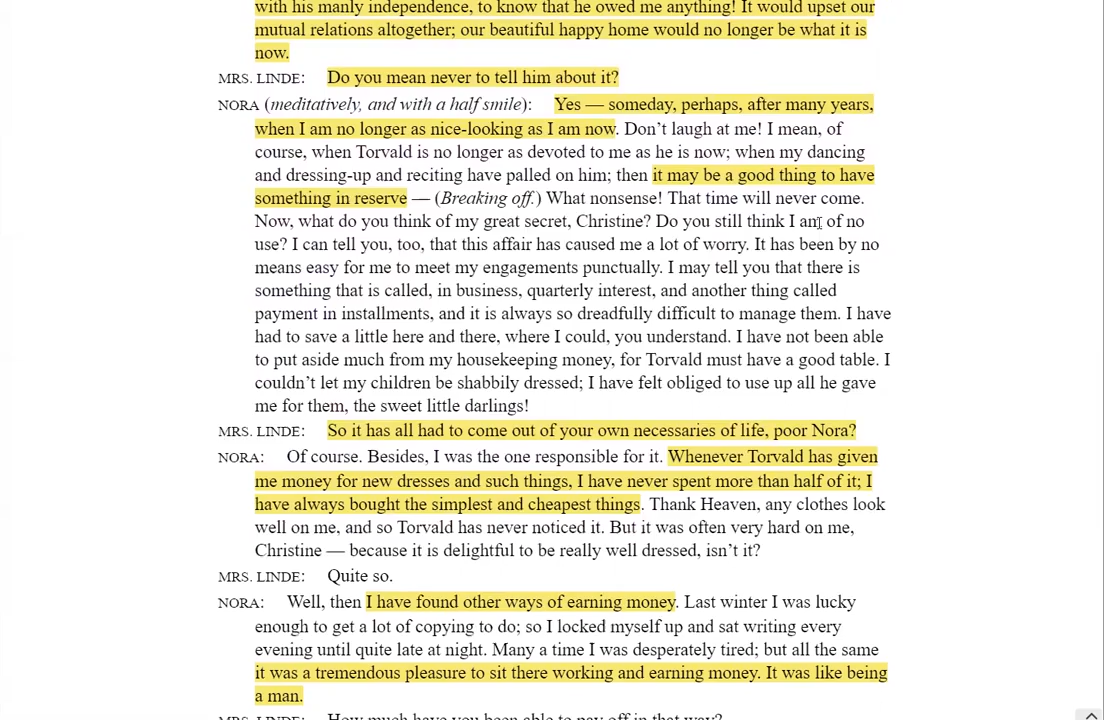 with his manly independence, to know that he owed me anything! It would upset our
mutual relations altogether; our beautiful happy home would no longer be what it is
now.
MRS. LINDE: Do you mean never to tell him about it?
NORA (meditatively, and with a half smile): Yes — someday, perhaps, after many years,
when I am no longer as nice-looking as I am now. Don’t laugh at me! I mean, of
course, when Torvald is no longer as devoted to me as he is now; when my dancing
and dressing-up and reciting have palled on him; then it may be a good thing to have
something in reserve — (Breaking off.) What nonsense! That time will never come.
Now, what do you think of my great secret, Christine? Do you still think I am of no
use? I can tell you, too, that this affair has caused me a lot of worry. It has been by no
means easy for me to meet my engagements punctually. I may tell you that there is
something that is called, in business, quarterly interest, and another thing called
payment in installments, and it is always so dreadfully difficult to manage them. I have
had to save a little here and there, where I could, you understand. I have not been able
to put aside much from my housekeeping money, for Torvald must have a good table. I
couldn’t let my children be shabbily dressed; I have felt obliged to use up all he gave
me for them, the sweet little darlings!
MRS. LINDE: So it has all had to come out of your own necessaries of life, poor Nora?
NORA: Of course. Besides, I was the one responsible for it. Whenever Torvald has given
me money for new dresses and such things, I have never spent more than half of it; I
have always bought the simplest and cheapest things. Thank Heaven, any clothes look
well on me, and so Torvald has never noticed it. But it was often very hard on me,
Christine — because it is delightful to be really well dressed, isn’t it?
MRS. LINDE: Quite so.
NORA: Well, then I have found other ways of earning money. Last winter I was lucky
enough to get a lot of copying to do; so I locked myself up and sat writing every
evening until quite late at night. Many a time I was desperately tired; but all the same
it was a tremendous pleasure to sit there working and earning money. It was like being
a man.
MRS. LINDE: How much have you been able to pay off in that way?